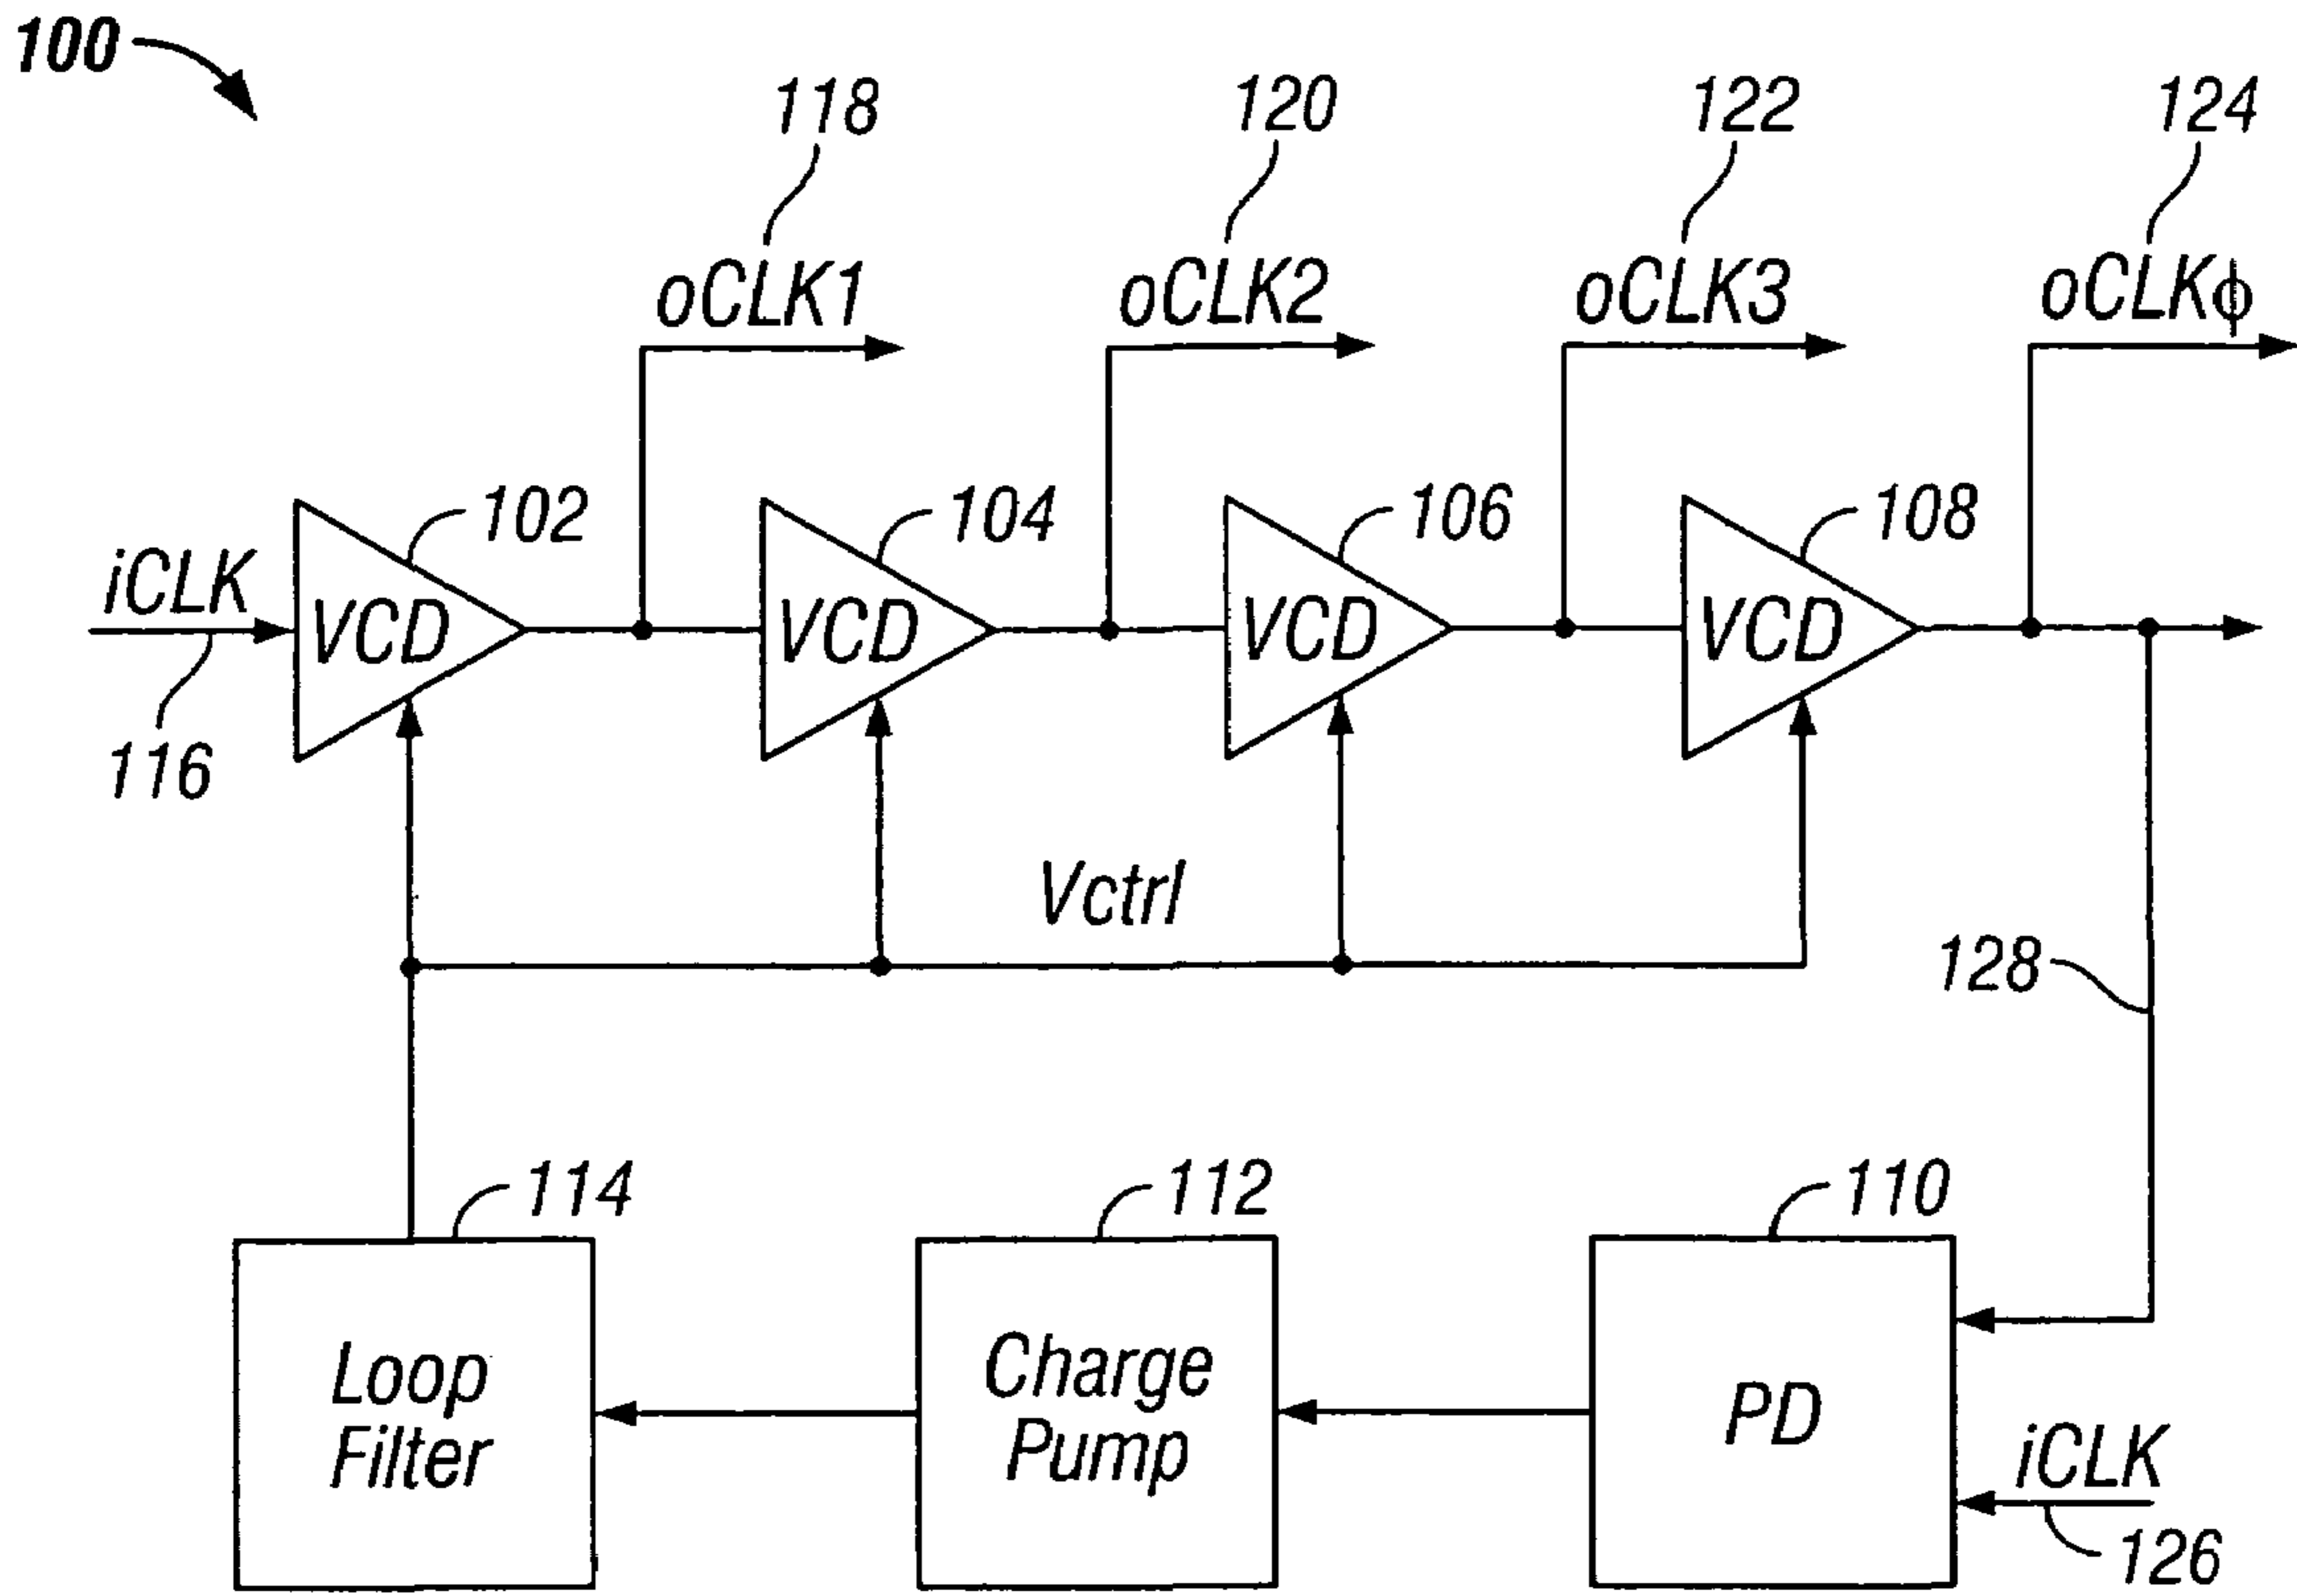 100
118
120
122
124
oCLK1
oCLK2
oCLK3
oCLKϕ
102
104
106
108
iCLK
VCD
VCD
VCD
VCD
116
Vctrl
128
114
112
110
Loop
Filter
Charge
Pump
PD
iCLK
126